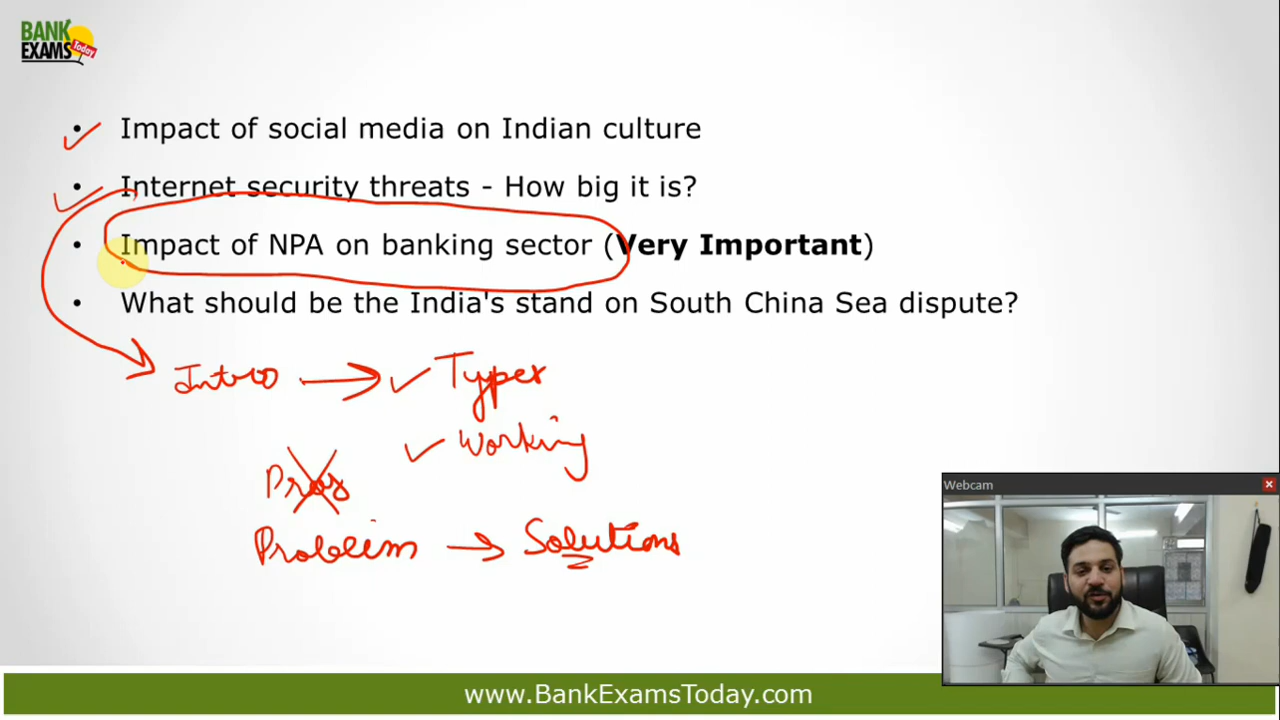 BANK
EXAMS Today
• Impact of social media on Indian culture
• Internet security threats - How big it is?
• Impact of NPA on banking sector (Very Important)
• What should be the India's stand on South China Sea dispute?
Intro → Types
Working
Pros
Problem → Solutions
Webcam
www.BankExamsToday.com